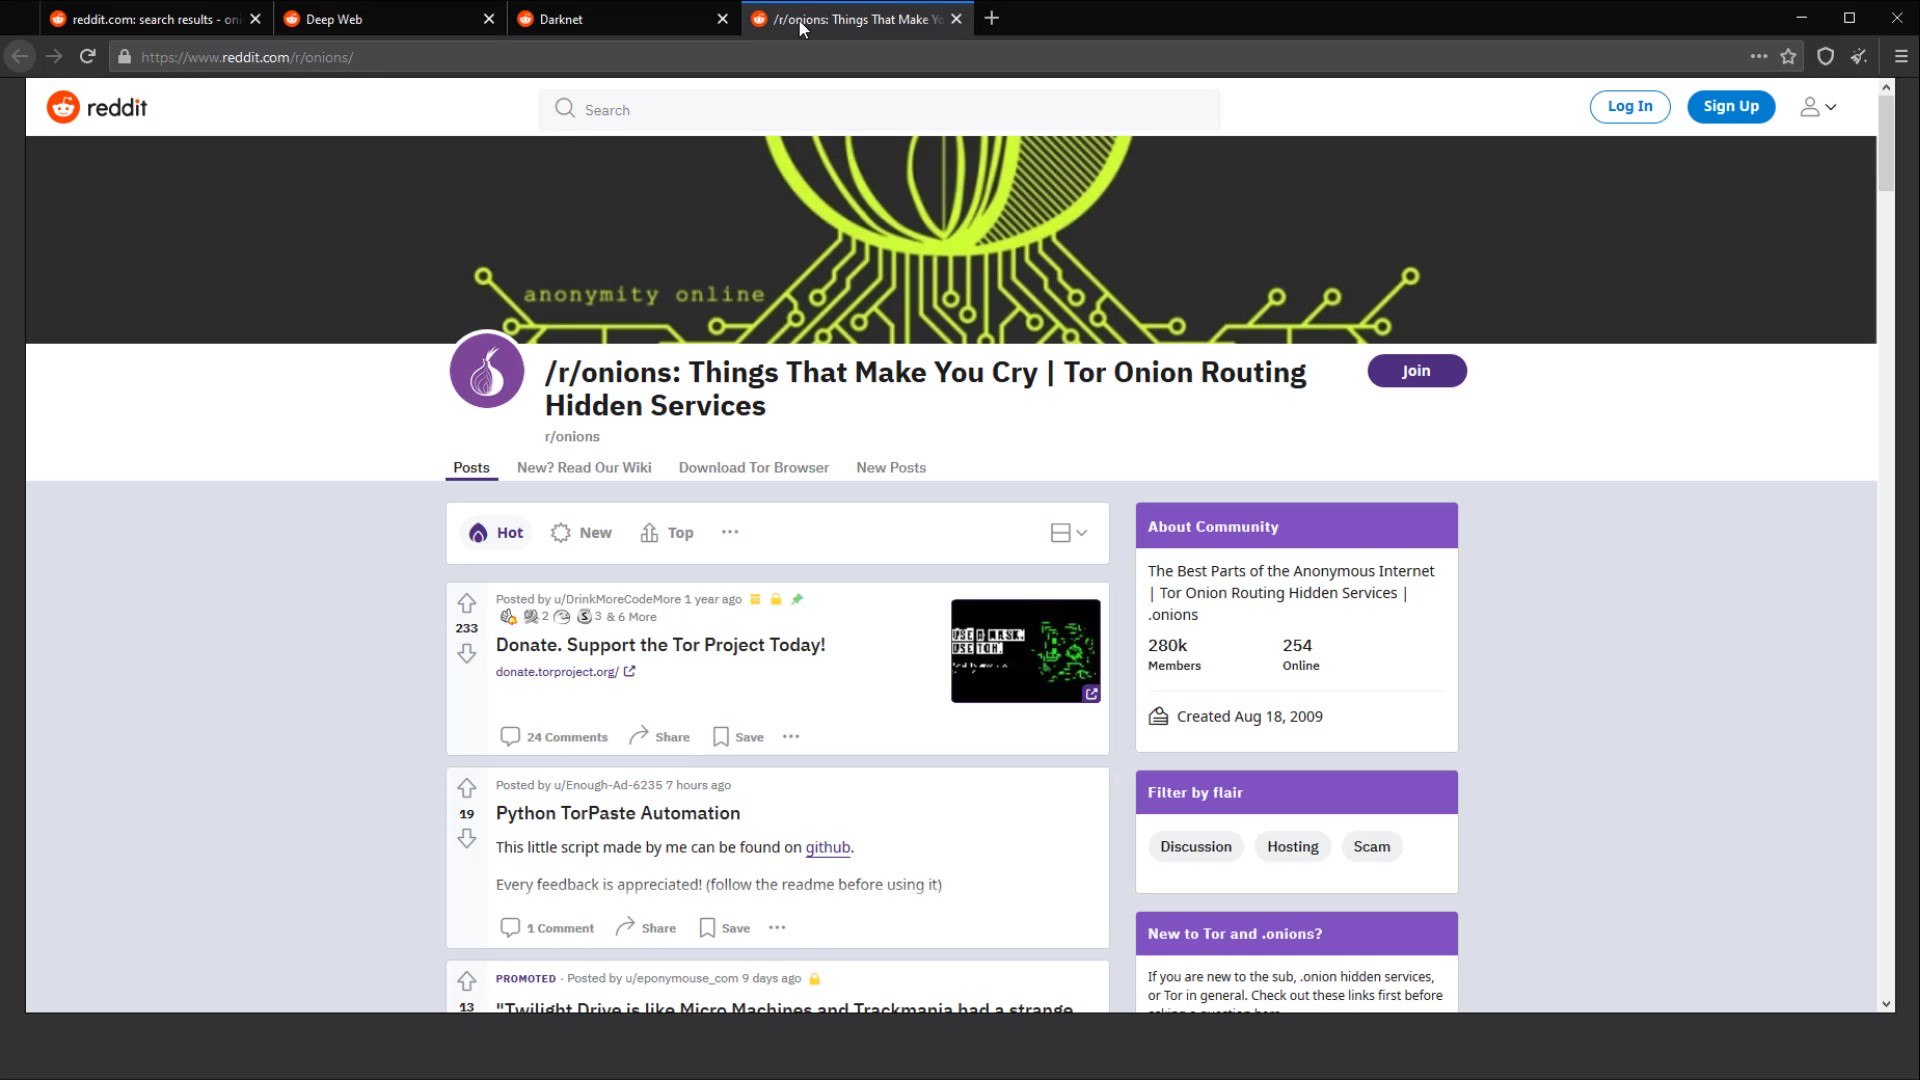 reddit.com: search results - oni
Deep Web
Darknet
/r/onions: Things That Make Yo
https://www.reddit.com/r/onions/
reddit
Search
Log In
Sign Up
anonymity online
/r/onions: Things That Make You Cry | Tor Onion Routing
Hidden Services
Join
r/onions
Posts
New? Read Our Wiki
Download Tor Browser
New Posts
Hot
New
Top
233
Posted by u/DrinkMoreCodeMore 1 year ago
2
3 & 6 More
Donate. Support the Tor Project Today!
donate.torproject.org/
USE A MASK.
USE TOR.
24 Comments
Share
Save
19
Posted by u/Enough-Ad-6235 7 hours ago
Python TorPaste Automation
This little script made by me can be found on github.
Every feedback is appreciated! (follow the readme before using it)
1 Comment
Share
Save
13
PROMOTED · Posted by u/eponymouse_com 9 days ago
"Twilight Drive is like Micro Machines and Trackmania had a strange
About Community
The Best Parts of the Anonymous Internet
| Tor Onion Routing Hidden Services |
.onions
280k
Members
254
Online
Created Aug 18, 2009
Filter by flair
Discussion
Hosting
Scam
New to Tor and .onions?
If you are new to the sub, .onion hidden services,
or Tor in general. Check out these links first before